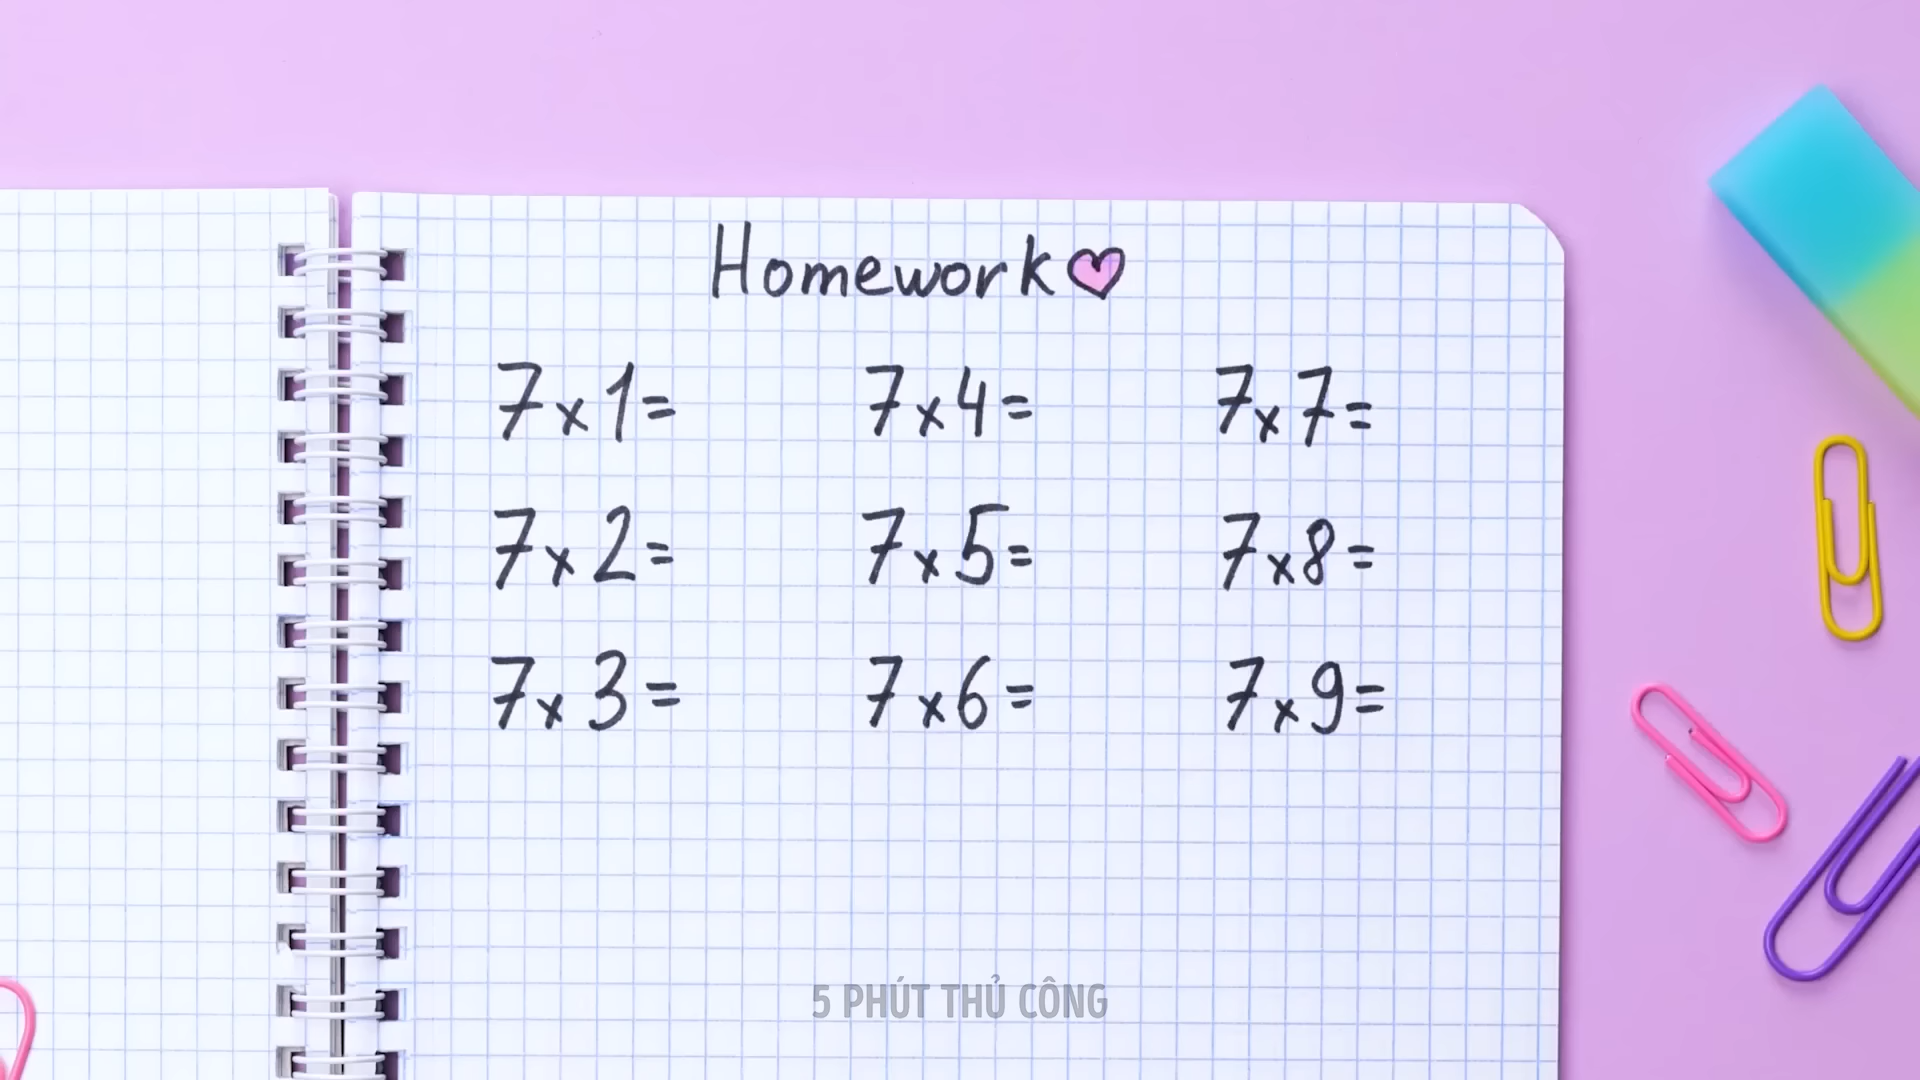 Homework
7x1= 7x4= 7x7=
7x2= 7x5= 7x8=
7x3= 7x6= 7x9=
5 PHÚT THỦ CÔNG